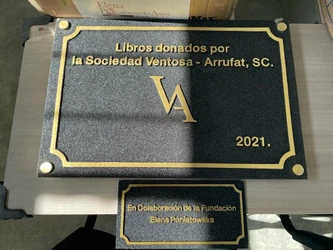 Libros donados por
la Sociedad Ventosa - Arrufat, SC.
VA
2021.
En Colaboración de la Fundación
Elena Poniatowska